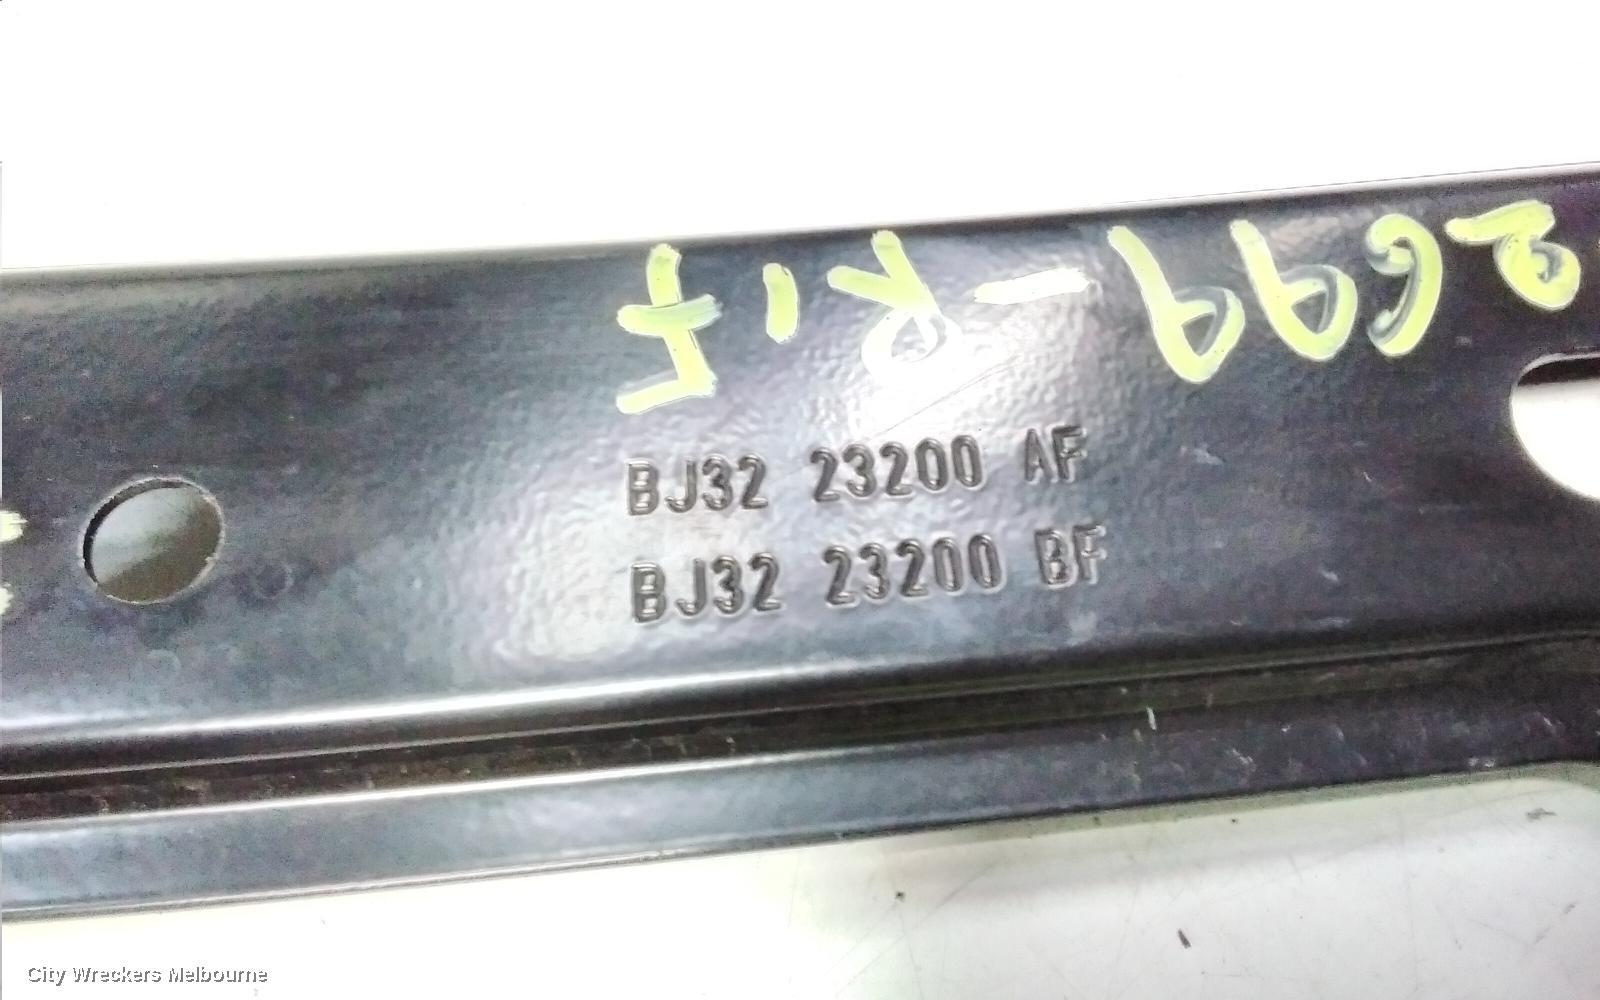 2699-R.F
BJ32 23200 AF
BJ32 23200 BF
City Wreckers Melbourne